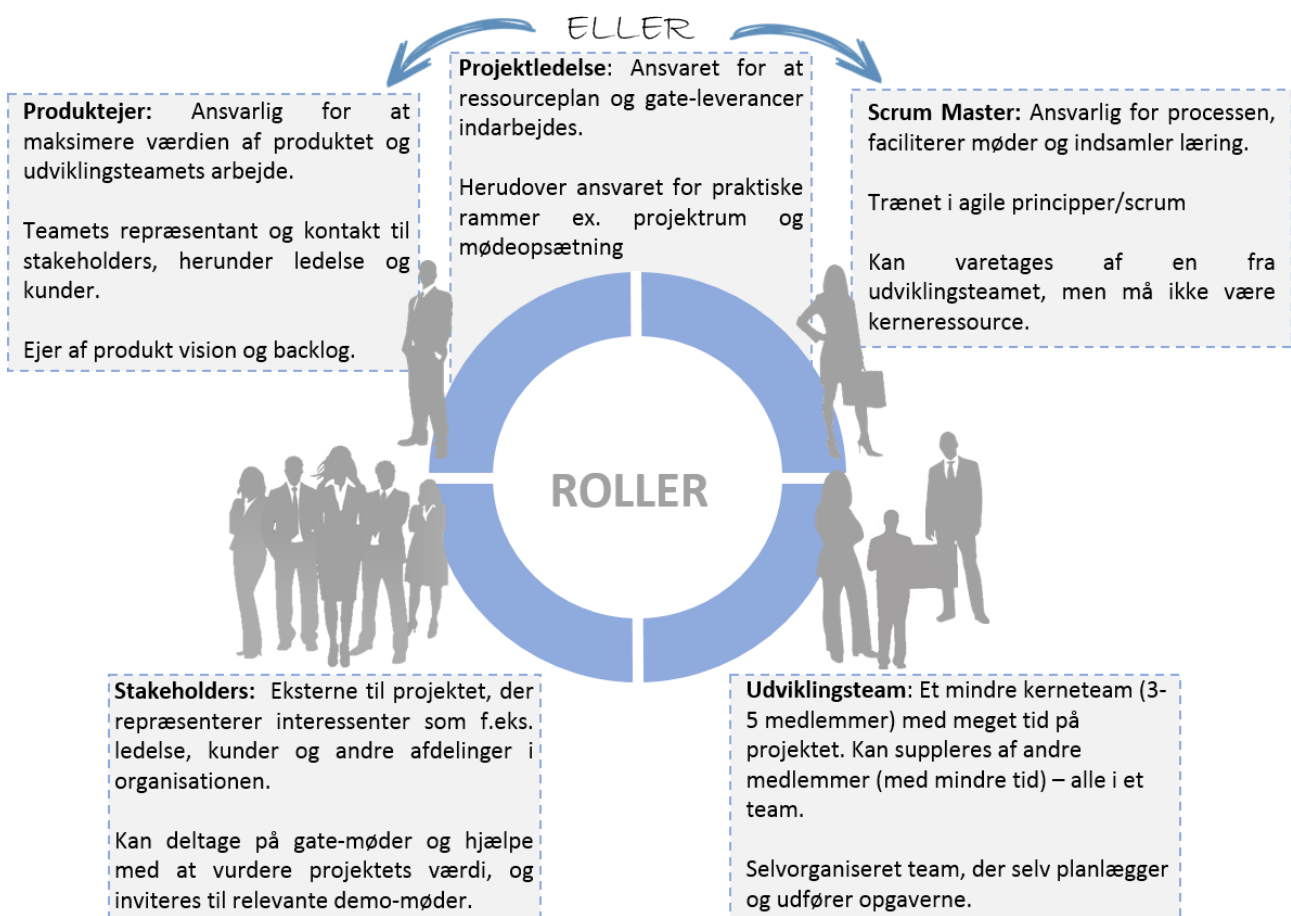 ELLER
Produktejer: Ansvarlig for at
maksimere værdien af produktet og
udviklingsteamets arbejde.
Teamets repræsentant og kontakt til
stakeholders, herunder ledelse og
kunder.
Ejer af produkt vision og backlog.
Projektledelse: Ansvaret for at
ressourceplan og gate-leverancer
indarbejdes.
Herudover ansvaret for praktiske
rammer ex. projektrum og
mødeopsætning
Scrum Master: Ansvarlig for processen,
faciliterer møder og indsamler læring.
Trænet i agile principper/scrum
Kan varetages af en fra
udviklingsteamet, men må ikke være
kerneressource.
ROLLER
Stakeholders: Eksterne til projektet, der
repræsenterer interessenter som f.eks.
ledelse, kunder og andre afdelinger i
organisationen.
Kan deltage på gate-møder og hjælpe
med at vurdere projektets værdi, og
inviteres til relevante demo-møder.
Udviklingsteam: Et mindre kerneteam (3-
5 medlemmer) med meget tid på
projektet. Kan suppleres af andre
medlemmer (med mindre tid) – alle i et
team.
Selvorganiseret team, der selv planlægger
og udfører opgaverne.